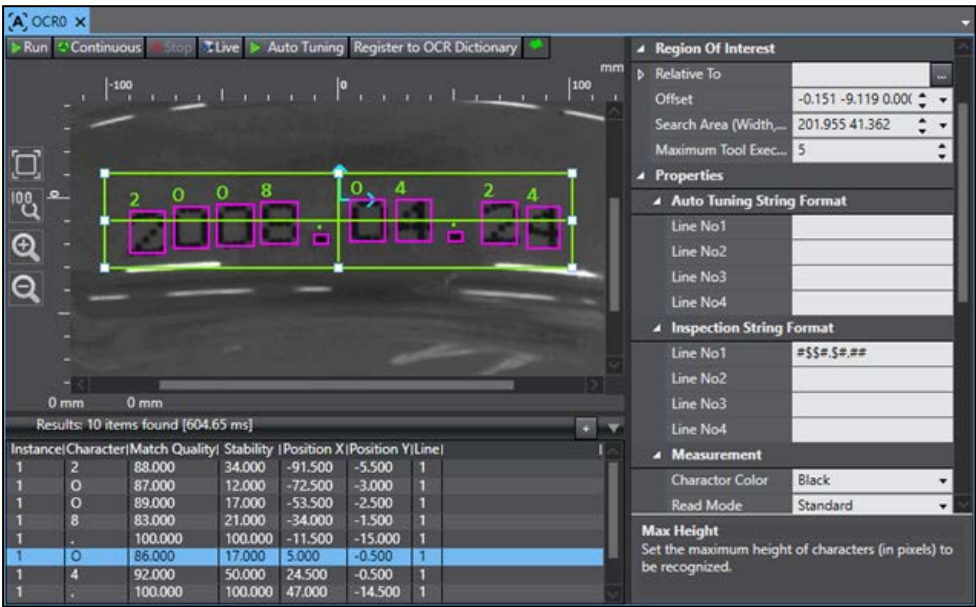 OCR0 ×
Run Continuous Stop Live Auto Tuning Register to OCR Dictionary
mm
-100 0 100
100
0
2 0 0 8 . 0 4 . 2 4
0 mm 0 mm
Results: 10 items found [604.65 ms]
Instance Character Match Quality Stability Position X Position Y Line
1 2 88.000 34.000 -91.500 -5.500 1
1 O 87.000 12.000 -72.500 -3.000 1
1 O 89.000 17.000 -53.500 -2.500 1
1 8 83.000 21.000 -34.000 -1.500 1
1 . 100.000 100.000 -11.500 -15.000 1
1 O 86.000 17.000 5.000 -0.500 1
1 4 92.000 50.000 24.500 -0.500 1
1 . 100.000 100.000 47.000 -14.500 1
Region Of Interest
Relative To ...
Offset -0.151 -9.119 0.00(
Search Area (Width,... 201.955 41.362
Maximum Tool Exec... 5
Properties
Auto Tuning String Format
Line No1
Line No2
Line No3
Line No4
Inspection String Format
Line No1 #$$#.$#.##
Line No2
Line No3
Line No4
Measurement
Charactor Color Black
Read Mode Standard
Max Height
Set the maximum height of characters (in pixels) to
be recognized.